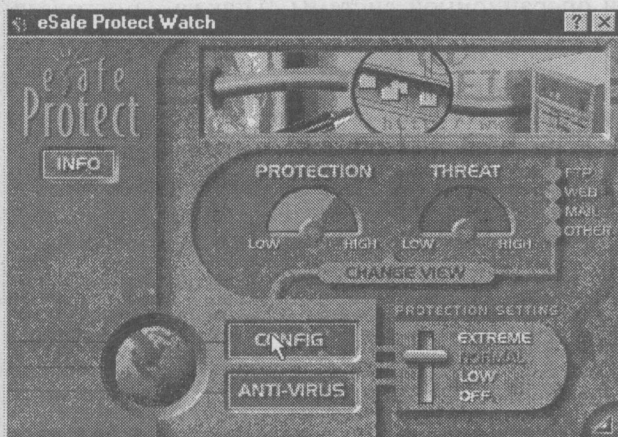 eSafe Protect Watch
? X
eSafe
Protect
INFO
PROTECTION
THREAT
LOW
HIGH
LOW
HIGH
FTP
WEB
MAIL
OTHER
CHANGE VIEW
PROTECTION SETTING
CONFIG
EXTREME
NORMAL
LOW
OFF
ANTI-VIRUS